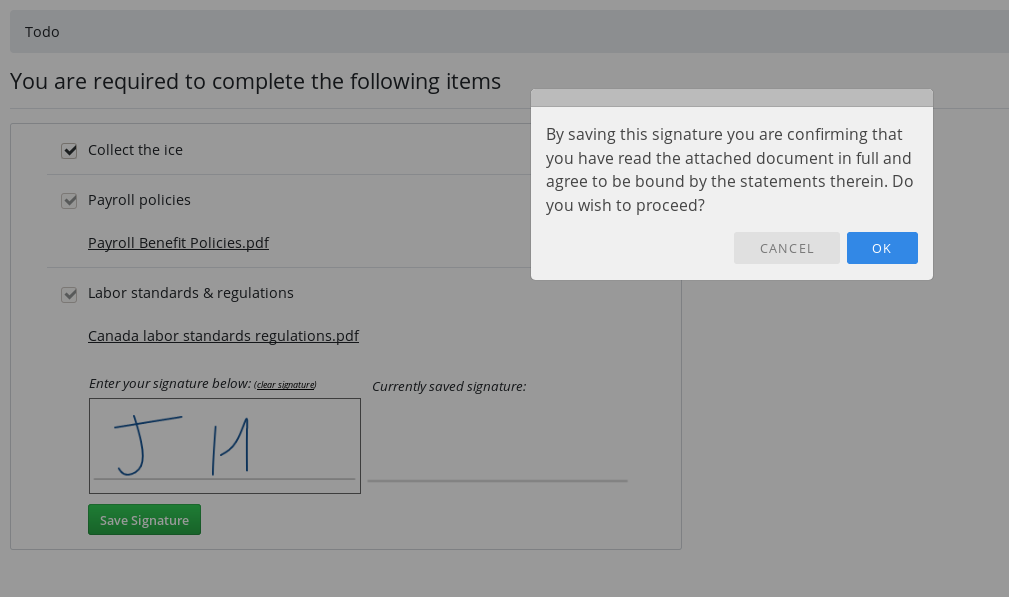 Todo
You are required to complete the following items
By saving this signature you are confirming that
you have read the attached document in full and
agree to be bound by the statements therein. Do
you wish to proceed?
CANCEL
OK
Collect the ice
Payroll policies
Payroll Benefit Policies.pdf
Labor standards & regulations
Canada labor standards regulations.pdf
Enter your signature below: (clear signature)
Currently saved signature:
J H
Save Signature